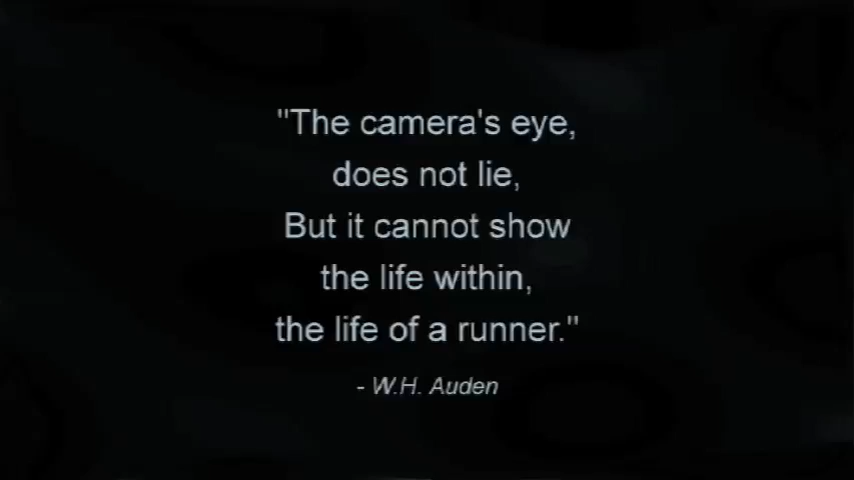 "The camera's eye,
does not lie,
But it cannot show
the life within,
the life of a runner."
- W.H. Auden